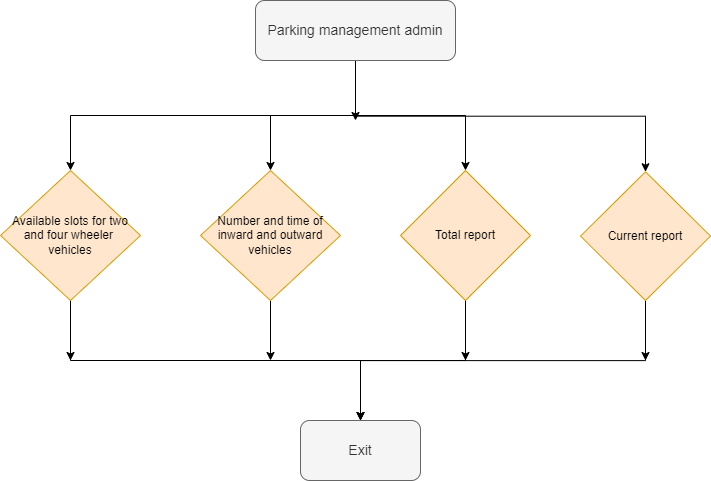 Parking management admin
Available slots for two
and four wheeler
vehicles
Number and time of
inward and outward
vehicles
Total report
Current report
Exit